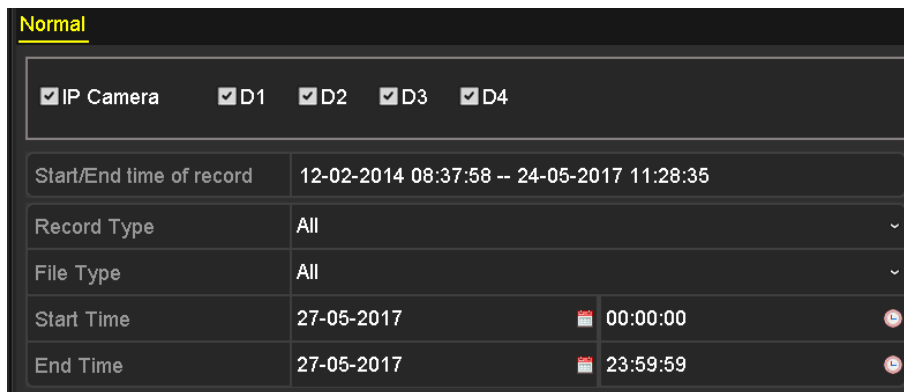 Normal
IP Camera D1 D2 D3 D4
Start/End time of record 12-02-2014 08:37:58 -- 24-05-2017 11:28:35
Record Type All
File Type All
Start Time 27-05-2017 00:00:00
End Time 27-05-2017 23:59:59